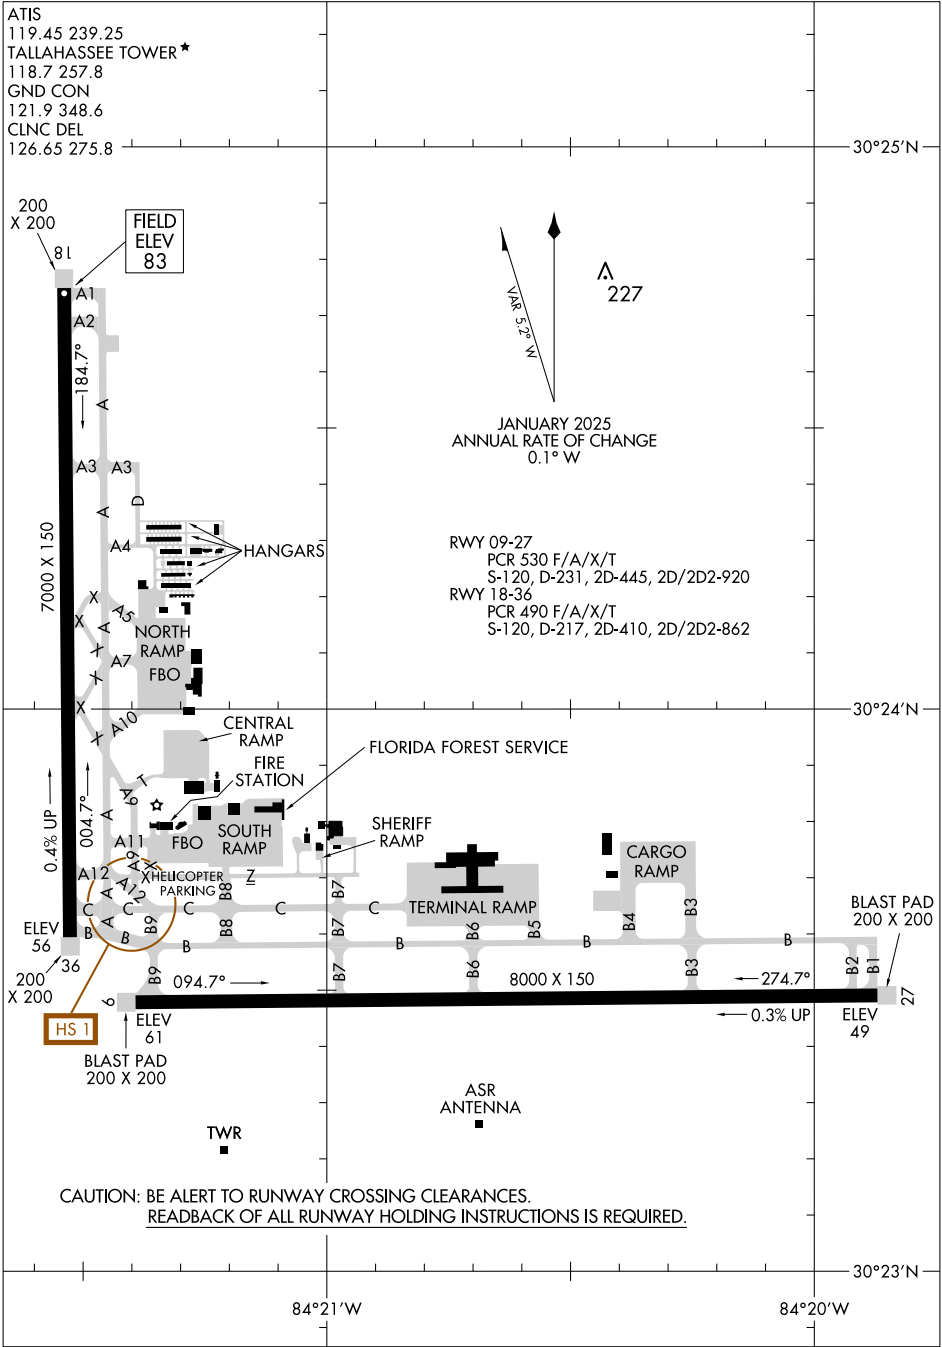 ATIS
119.45 239.25
TALLAHASSEE TOWER
118.7 257.8
GND CON
121.9 348.6
CLNC DEL
126.65 275.8
30°25'N
200
X 200
FIELD
ELEV
83
18
A1
A2
184.7°
A
227
VAR 5.2° W
JANUARY 2025
ANNUAL RATE OF CHANGE
0.1° W
A3
A3
A
D
A4
HANGARS
7000 X 150
RWY 09-27
PCR 530 F/A/X/T
S-120, D-231, 2D-445, 2D/2D2-920
RWY 18-36
PCR 490 F/A/X/T
S-120, D-217, 2D-410, 2D/2D2-862
X
X
A5
A
X
A7
X
NORTH
RAMP
FBO
X
A10
X
30°24'N
CENTRAL
RAMP
FLORIDA FOREST SERVICE
FIRE
STATION
0.4% UP
004.7°
A9
T
A
A11
FBO
SOUTH
RAMP
SHERIFF
RAMP
CARGO
RAMP
A12
A9
X
X
A12
HELICOPTER
PARKING
B8
Z
B7
TERMINAL RAMP
BLAST PAD
200 X 200
A
C
C
C
C
A
B9
B8
B7
B6
B5
B4
B3
ELEV
56
B
B
B
B
B
B
36
200
X 200
B9
094.7°
B7
B6
8000 X 150
B3
274.7°
B2
B1
27
9
HS 1
ELEV
61
0.3% UP
ELEV
49
BLAST PAD
200 X 200
ASR
ANTENNA
TWR
CAUTION: BE ALERT TO RUNWAY CROSSING CLEARANCES.
READBACK OF ALL RUNWAY HOLDING INSTRUCTIONS IS REQUIRED.
30°23'N
84°21'W
84°20'W